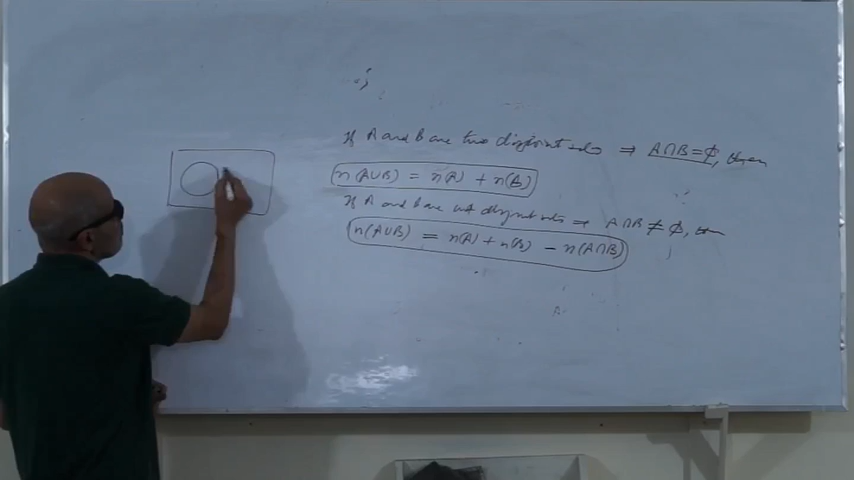 If A and B are two disjoint sets ⇒ A∩B=ϕ, then
n(A∪B) = n(A) + n(B)
If A and B are not disjoint sets ⇒ A∩B ≠ ϕ, then
n(A∪B) = n(A) + n(B) − n(A∩B)